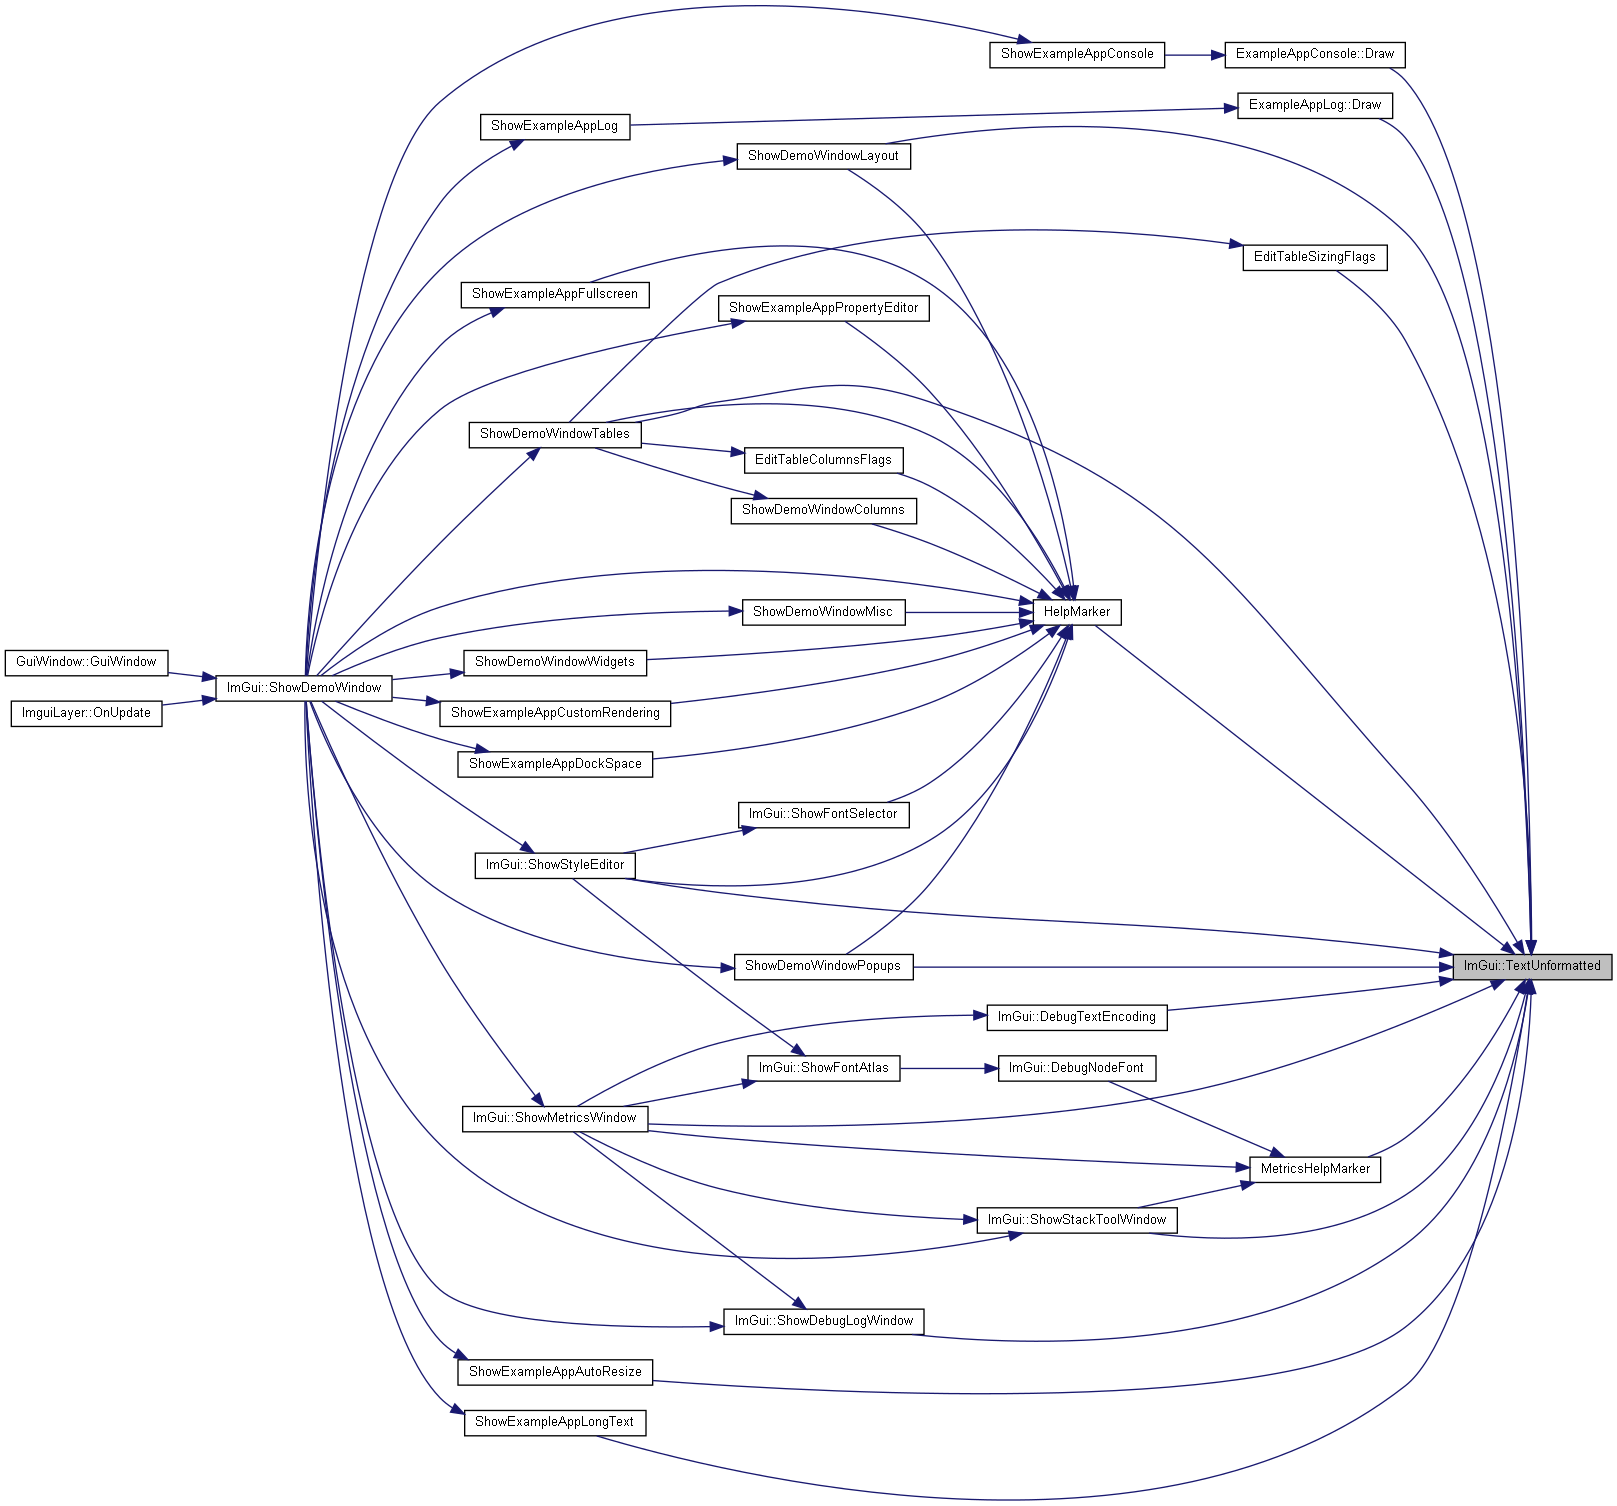 ShowExampleAppConsole
ExampleAppConsole::Draw
ExampleAppLog::Draw
ShowExampleAppLog
ShowDemoWindowLayout
EditTableSizingFlags
ShowExampleAppFullscreen
ShowExampleAppPropertyEditor
ShowDemoWindowTables
EditTableColumnsFlags
ShowDemoWindowColumns
ShowDemoWindowMisc
HelpMarker
GuiWindow::GuiWindow
ShowDemoWindowWidgets
ImGui::ShowDemoWindow
ImguiLayer::OnUpdate
ShowExampleAppCustomRendering
ShowExampleAppDockSpace
ImGui::ShowFontSelector
ImGui::ShowStyleEditor
ShowDemoWindowPopups
ImGui::TextUnformatted
ImGui::DebugTextEncoding
ImGui::ShowFontAtlas
ImGui::DebugNodeFont
ImGui::ShowMetricsWindow
MetricsHelpMarker
ImGui::ShowStackToolWindow
ImGui::ShowDebugLogWindow
ShowExampleAppAutoResize
ShowExampleAppLongText